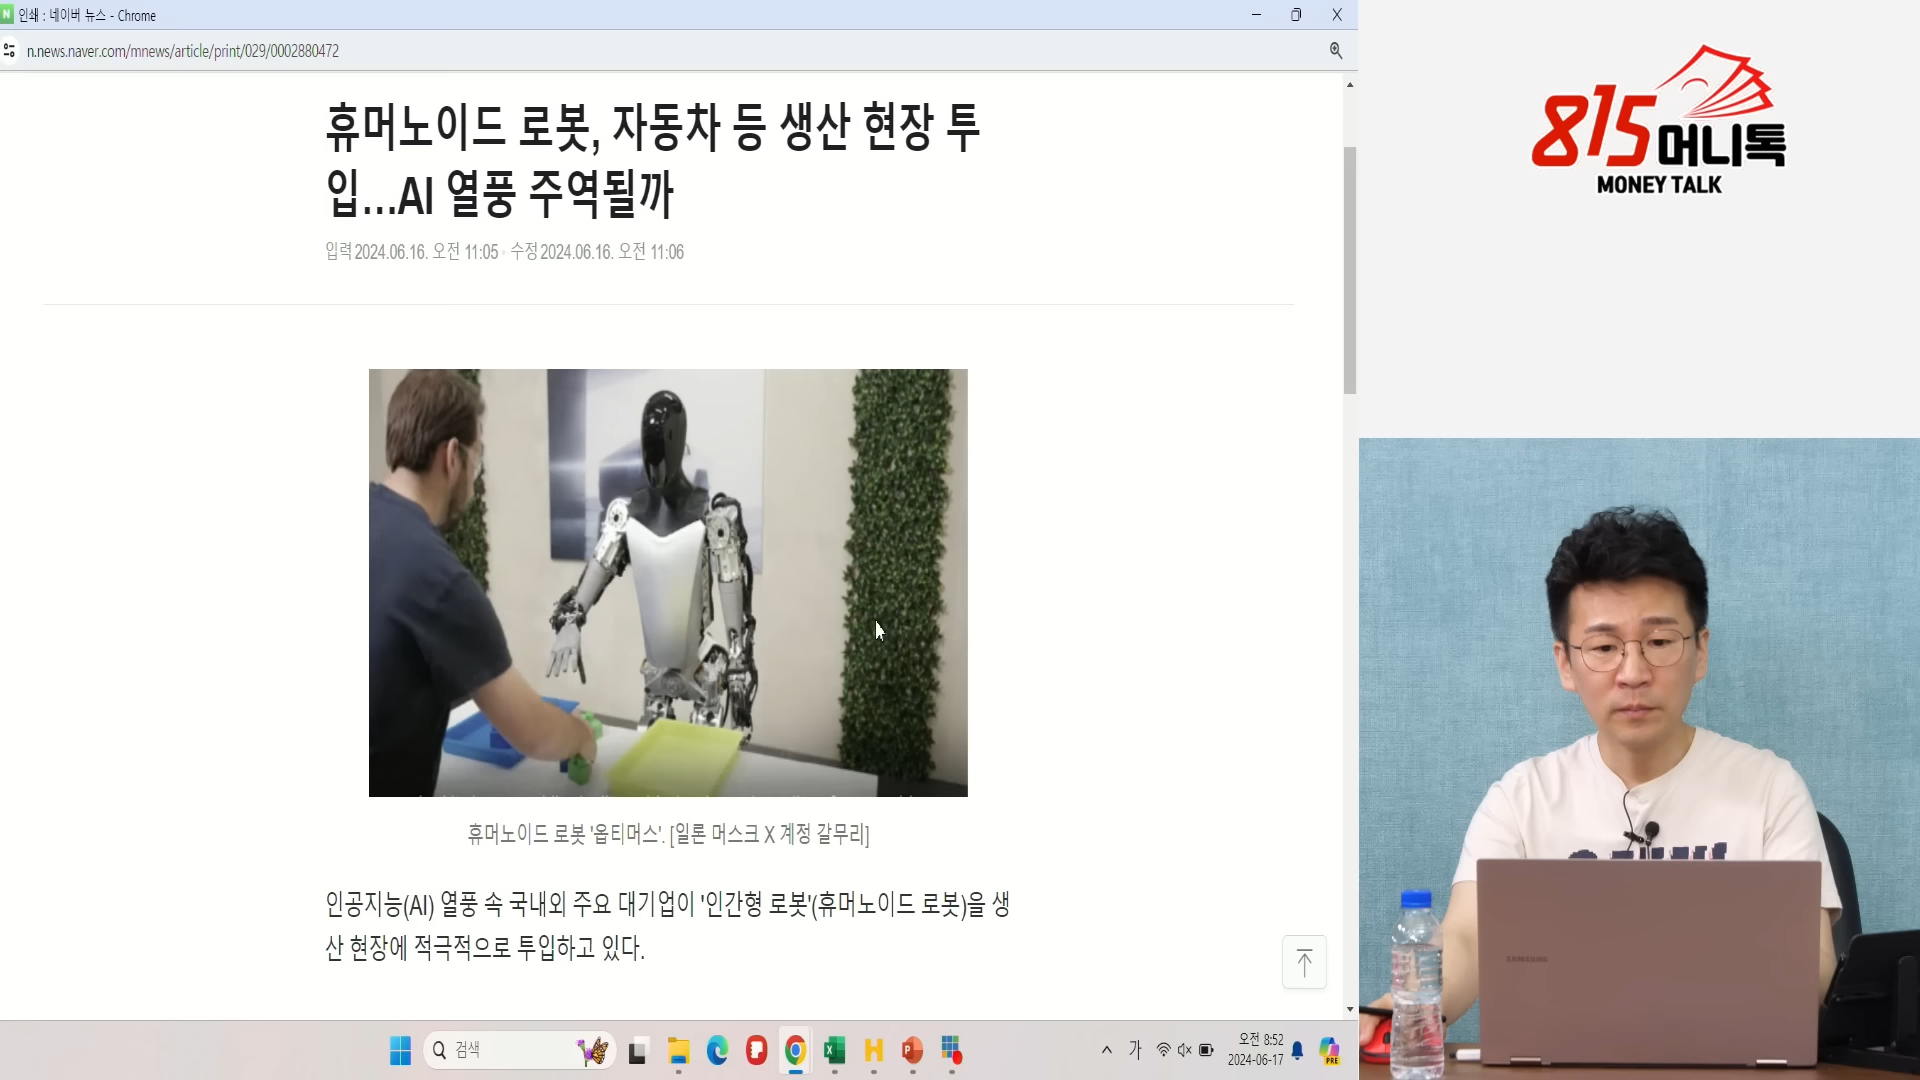 인쇄 : 네이버 뉴스 - Chrome
n.news.naver.com/mnews/article/print/029/0002880472
휴머노이드 로봇, 자동차 등 생산 현장 투
입…AI 열풍 주역될까
입력 2024.06.16. 오전 11:05 · 수정 2024.06.16. 오전 11:06
휴머노이드 로봇 '옵티머스'. [일론 머스크 X 계정 갈무리]
인공지능(AI) 열풍 속 국내외 주요 대기업이 '인간형 로봇'(휴머노이드 로봇)을 생
산 현장에 적극적으로 투입하고 있다.
검색
가
오전 8:52
2024-06-17
PRE
815머니톡
MONEY TALK
SAMSUNG